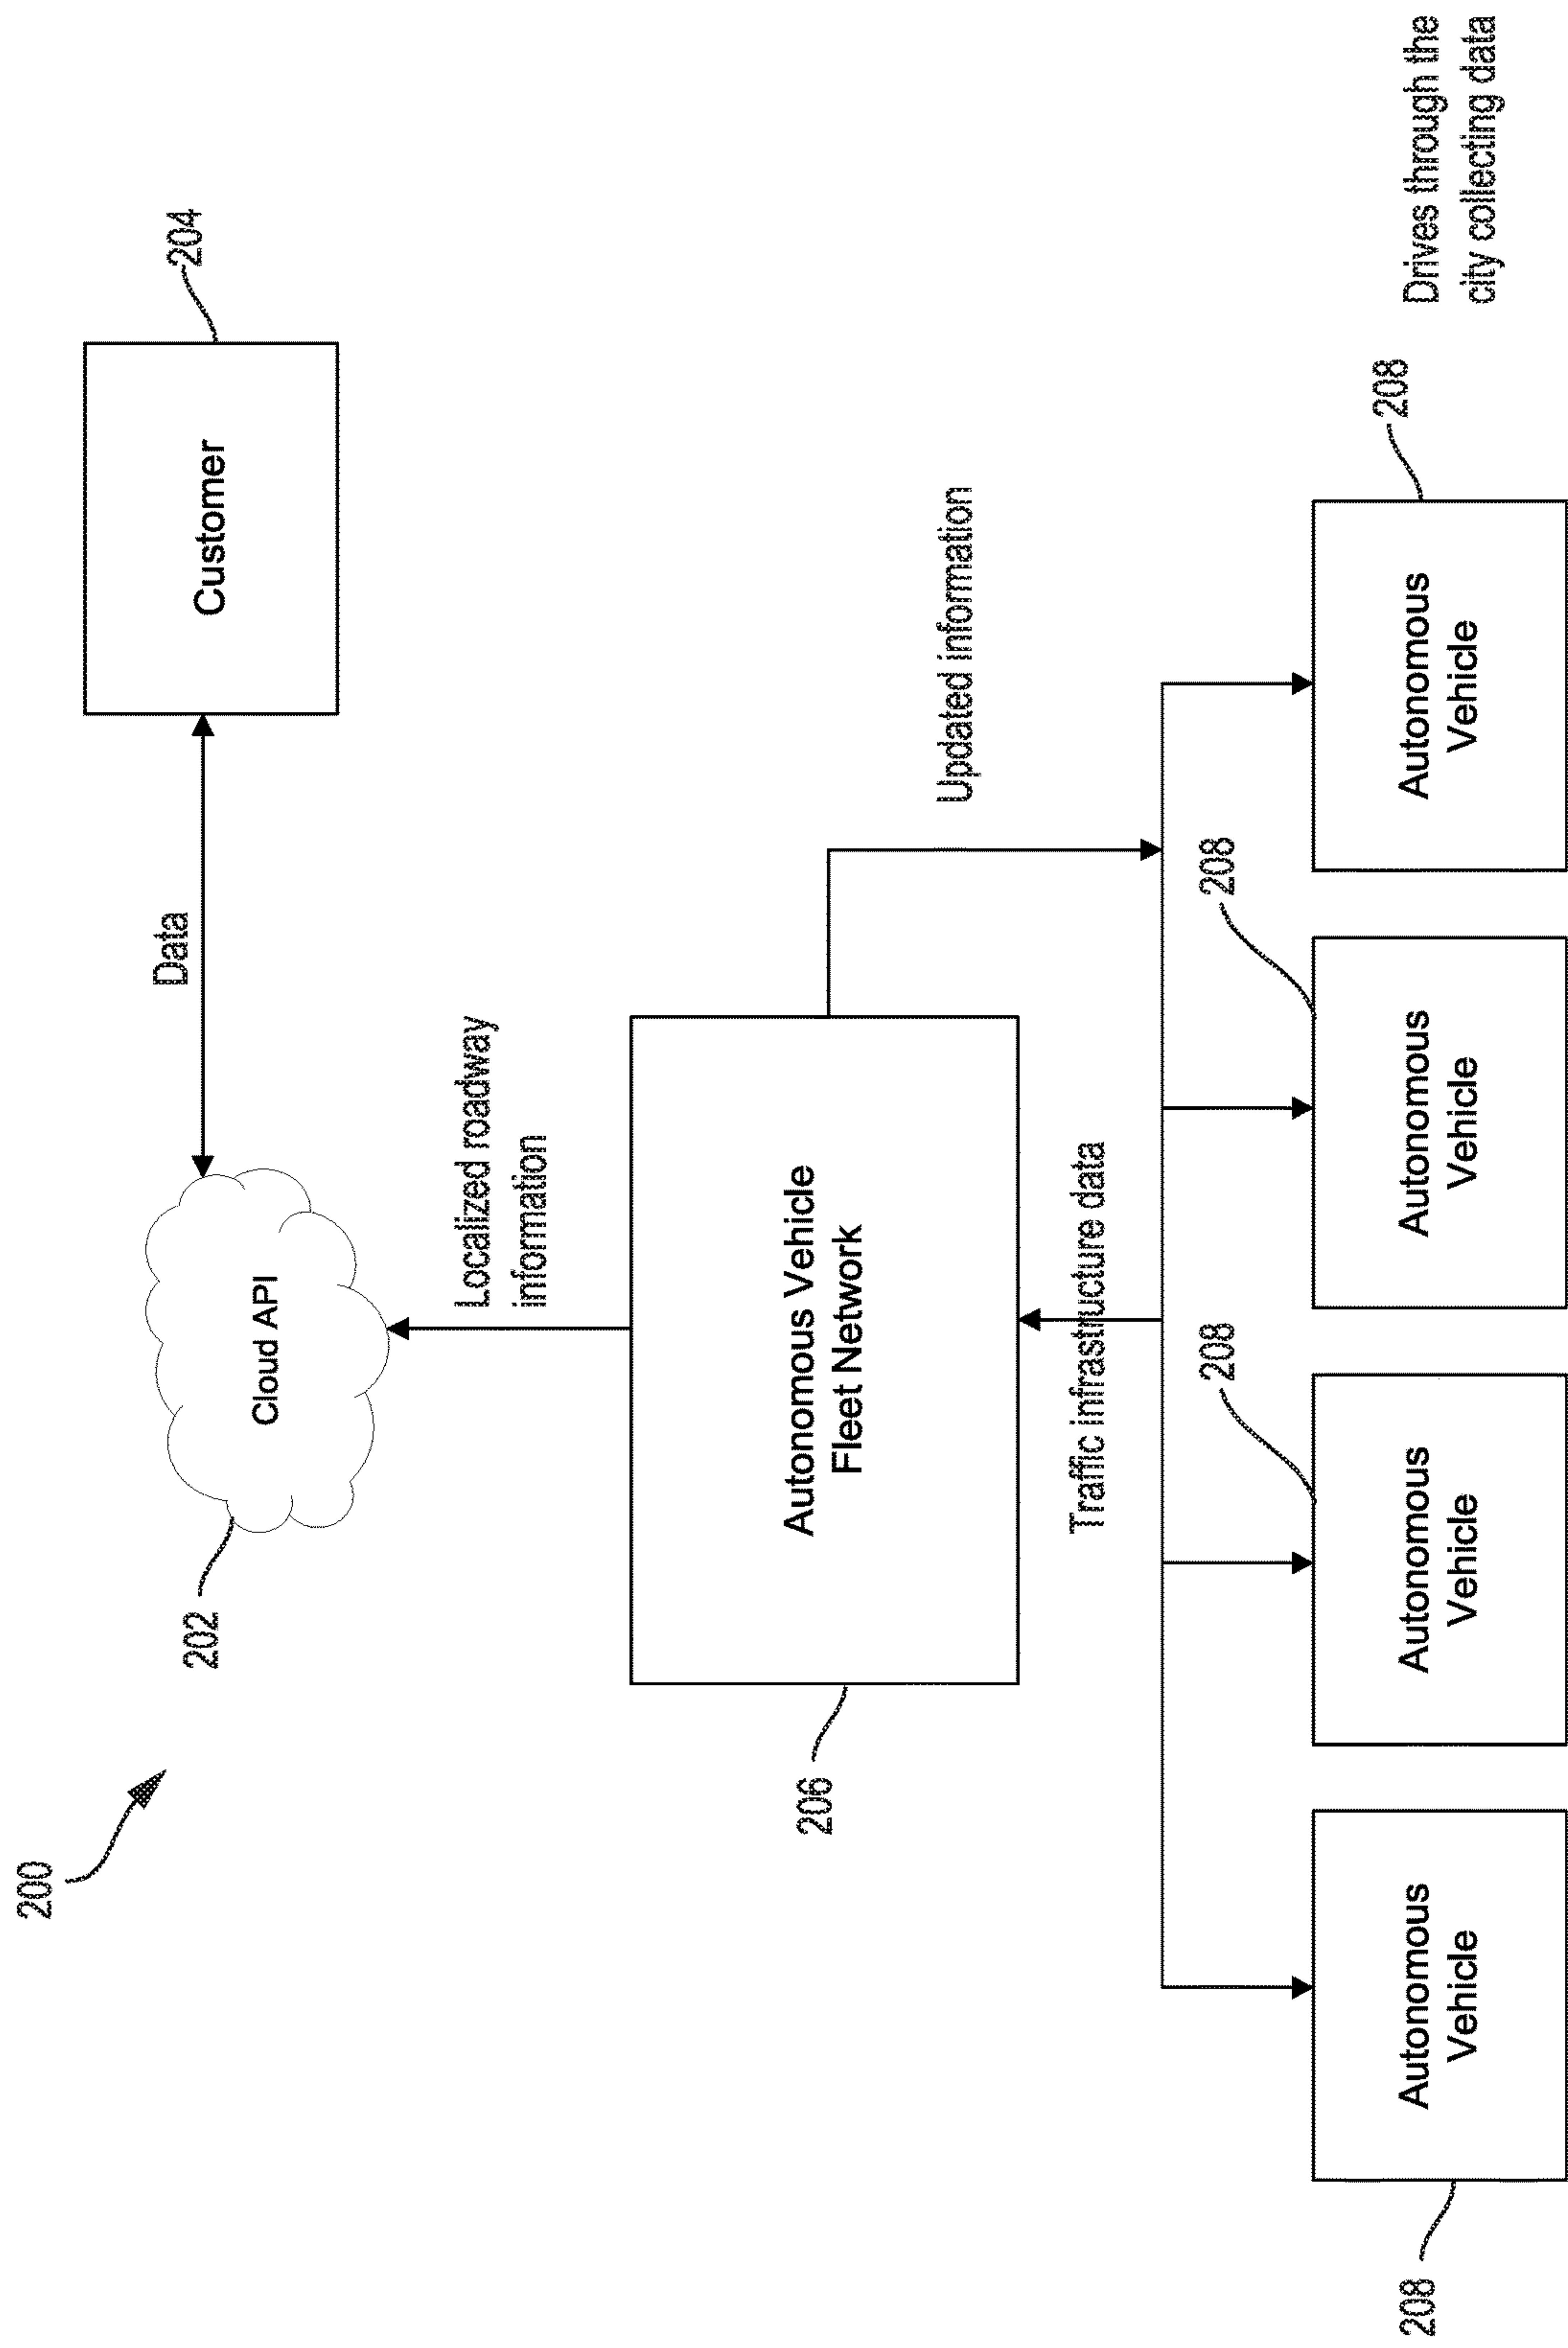 200
202
Cloud API
Data
Customer
204
Localized roadway
information
206
Autonomous Vehicle
Fleet Network
Updated information
Traffic infrastructure data
208
208
208
208
Autonomous
Vehicle
Autonomous
Vehicle
Autonomous
Vehicle
Autonomous
Vehicle
Drives through the
city collecting data